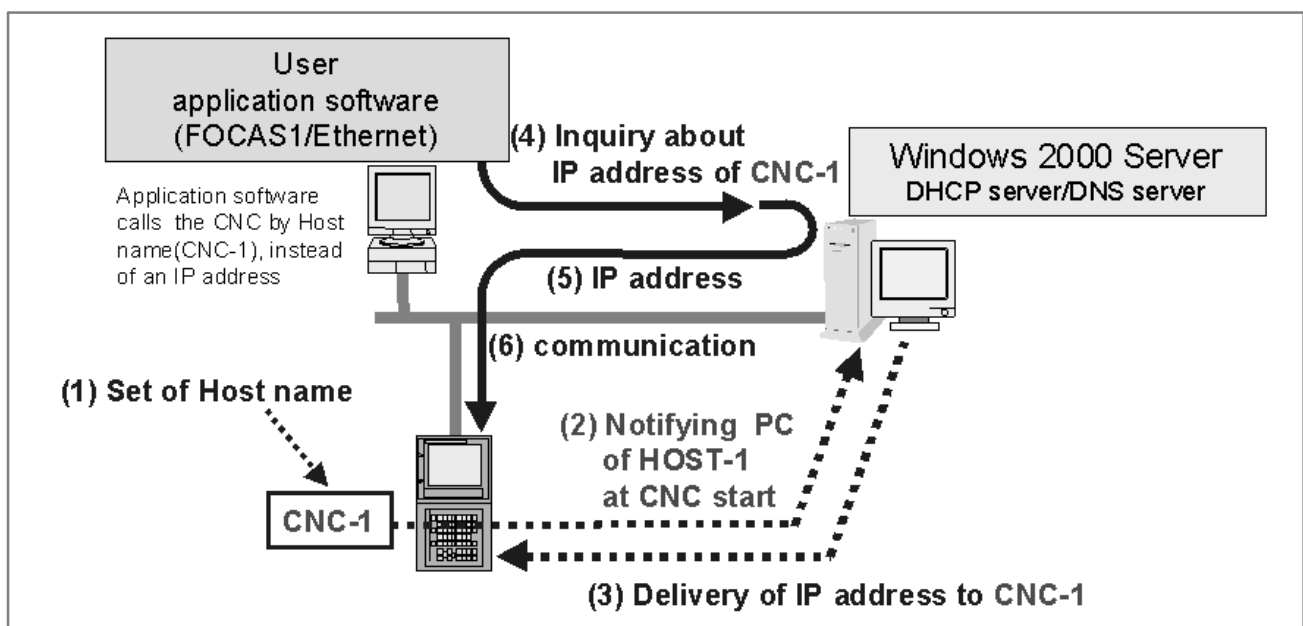 User
application software
(FOCAS1/Ethernet)
(4) Inquiry about
IP address of CNC-1
Windows 2000 Server
DHCP server/DNS server
Application software
calls the CNC by Host
name(CNC-1), instead
of an IP address
(5) IP address
(6) communication
(1) Set of Host name
(2) Notifying PC
of HOST-1
at CNC start
CNC-1
(3) Delivery of IP address to CNC-1